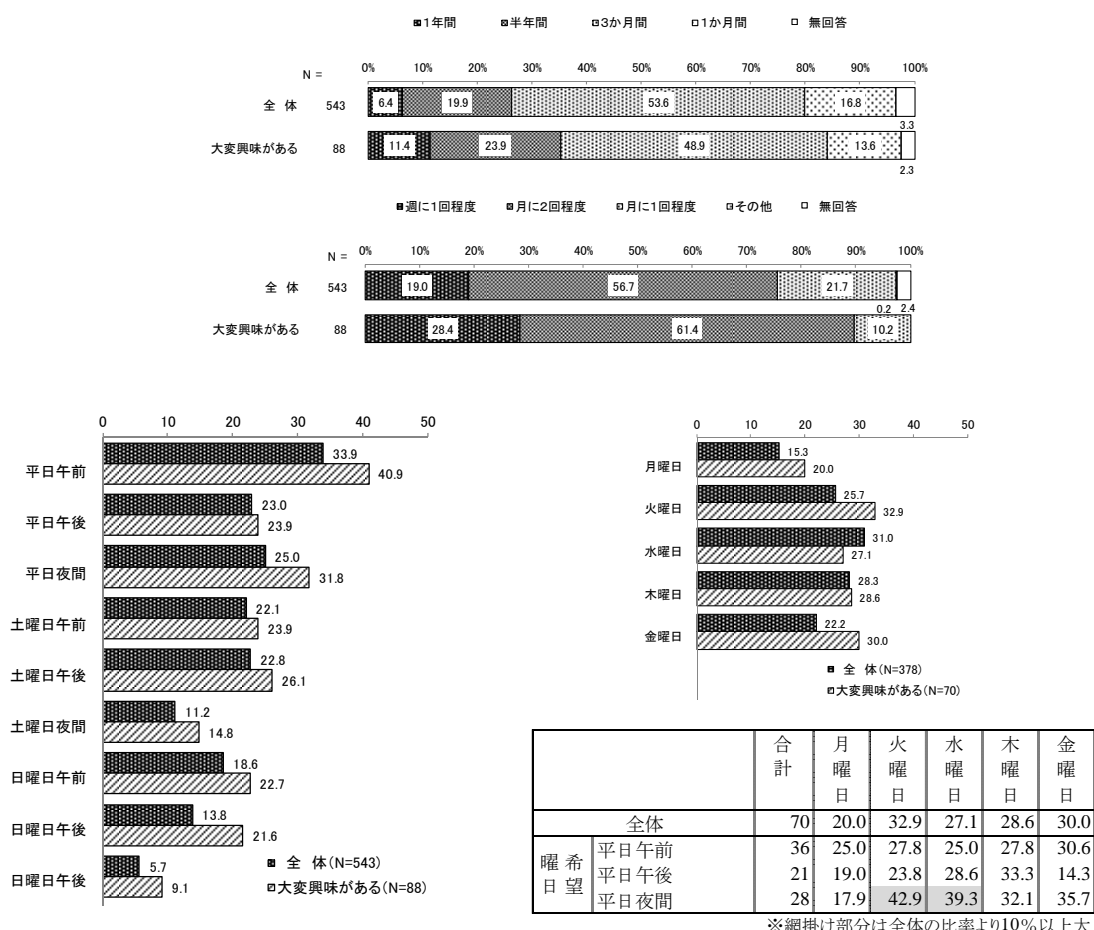 1年間 半年間 3か月間 1か月間 無回答
N =
0% 10% 20% 30% 40% 50% 60% 70% 80% 90% 100%
全 体 543 6.4 19.9 53.6 16.8 3.3
大変興味がある 88 11.4 23.9 48.9 13.6 2.3
週に1回程度 月に2回程度 月に1回程度 その他 無回答
N =
0% 10% 20% 30% 40% 50% 60% 70% 80% 90% 100%
全 体 543 19.0 56.7 21.7 0.2 2.4
大変興味がある 88 28.4 61.4 10.2
0 10 20 30 40 50
平日午前 33.9 40.9
平日午後 23.0 23.9
平日夜間 25.0 31.8
土曜日午前 22.1 23.9
土曜日午後 22.8 26.1
土曜日夜間 11.2 14.8
日曜日午前 18.6 22.7
日曜日午後 13.8 21.6
日曜日午後 5.7 9.1
全 体(N=543)
大変興味がある(N=88)
0 10 20 30 40 50
月曜日 15.3 20.0
火曜日 25.7 32.9
水曜日 31.0 27.1
木曜日 28.3 28.6
金曜日 22.2 30.0
全 体(N=378)
大変興味がある(N=70)
合計 月曜日 火曜日 水曜日 木曜日 金曜日
全体 70 20.0 32.9 27.1 28.6 30.0
希望曜日
平日午前 36 25.0 27.8 25.0 27.8 30.6
平日午後 21 19.0 23.8 28.6 33.3 14.3
平日夜間 28 17.9 42.9 39.3 32.1 35.7
※網掛け部分は全体の比率より10%以上大